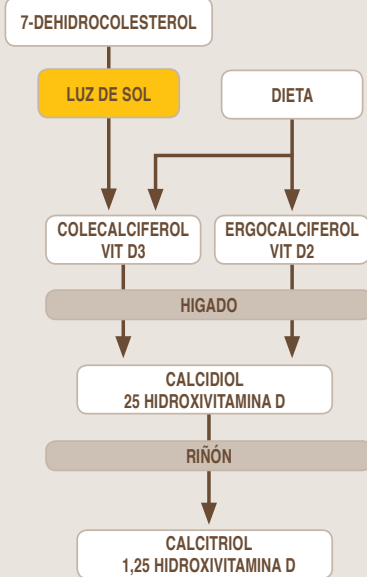 7-DEHIDROCOLESTEROL
LUZ DE SOL
DIETA
COLECALCIFEROL
VIT D3
ERGOCALCIFEROL
VIT D2
HIGADO
CALCIDIOL
25 HIDROXIVITAMINA D
RIÑÓN
CALCITRIOL
1,25 HIDROXIVITAMINA D